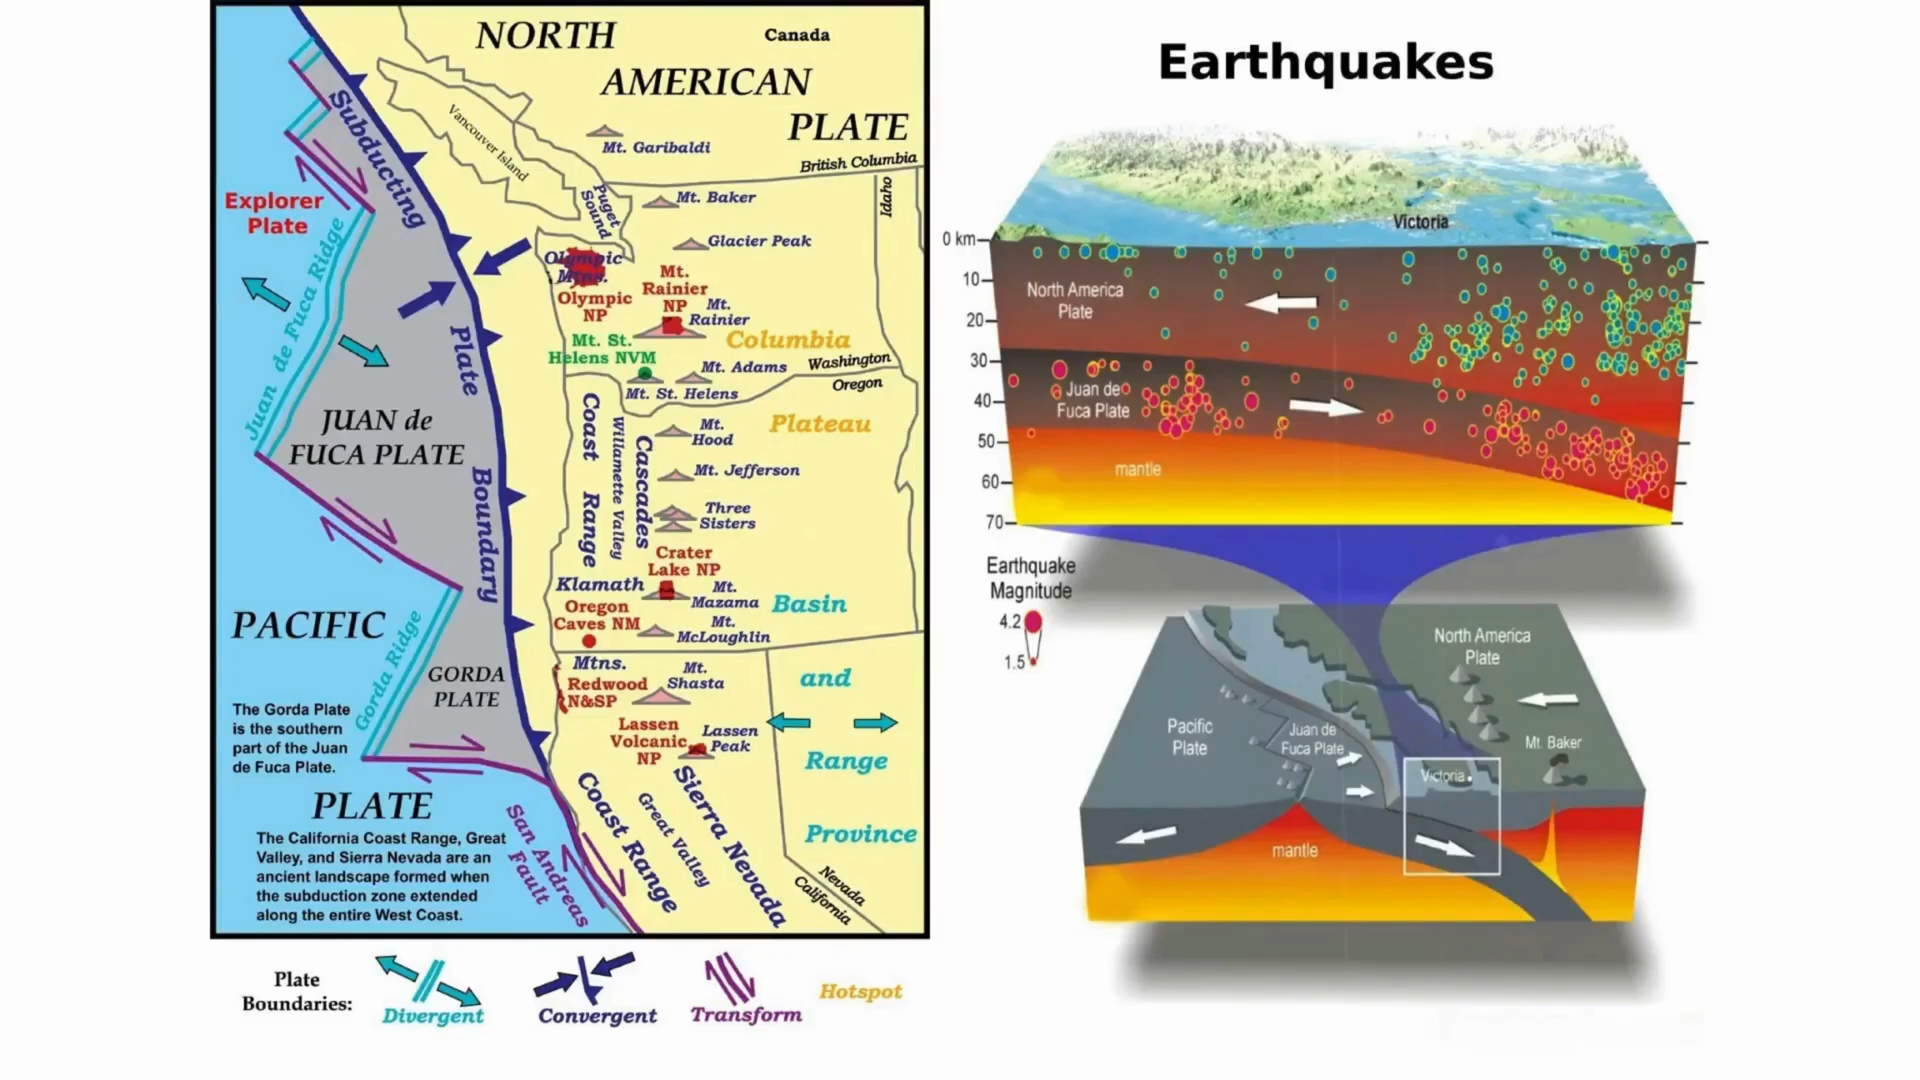 NORTH
AMERICAN
PLATE
Canada
Vancouver Island
Mt. Garibaldi
British Columbia
Subducting
Plate
Boundary
Explorer
Plate
Puget
Sound
Mt. Baker
Idaho
Glacier Peak
Juan de Fuca Ridge
Olympic
Mtns.
Olympic
NP
Mt.
Rainier
NP
Mt.
Rainier
Mt. St.
Helens NVM
Columbia
Washington
Oregon
Mt. Adams
Mt. St. Helens
JUAN de
FUCA PLATE
Coast Range
Willamette Valley
Cascades
Mt.
Hood
Plateau
Mt. Jefferson
Three
Sisters
Crater
Lake NP
Klamath
Mt.
Mazama
Oregon
Caves NM
Mt.
McLoughlin
Basin
and
Range
Province
PACIFIC
PLATE
Gorda Ridge
GORDA
PLATE
The Gorda Plate
is the southern
part of the Juan
de Fuca Plate.
Mtns.
Redwood
N&SP
Mt.
Shasta
Lassen
Volcanic
NP
Lassen
Peak
The California Coast Range, Great
Valley, and Sierra Nevada are an
ancient landscape formed when
the subduction zone extended
along the entire West Coast.
San Andreas
Fault
Coast Range
Great Valley
Sierra Nevada
Nevada
California
Plate
Boundaries:
Divergent
Convergent
Transform
Hotspot
Earthquakes
Victoria
0 km
10
20
30
40
50
60
70
North America
Plate
Juan de
Fuca Plate
mantle
Earthquake
Magnitude
4.2
1.5
North America
Plate
Pacific
Plate
Juan de
Fuca Plate
Mt. Baker
Victoria
mantle